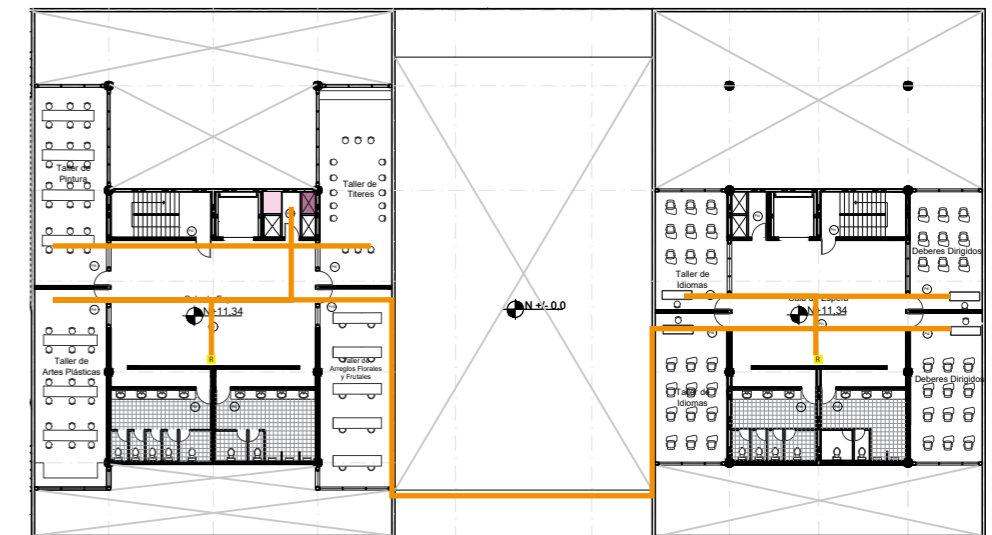 Taller de
Pintura
Taller de
Titeres
Taller de
Idiomas
Deberes Dirigidos
N +11,34
N +/- 0,0
N+11,34
R
R
Taller de
Artes Plásticas
Taller de
Arreglos Florales
y Frutales
Taller de
Idiomas
Deberes Dirigidos